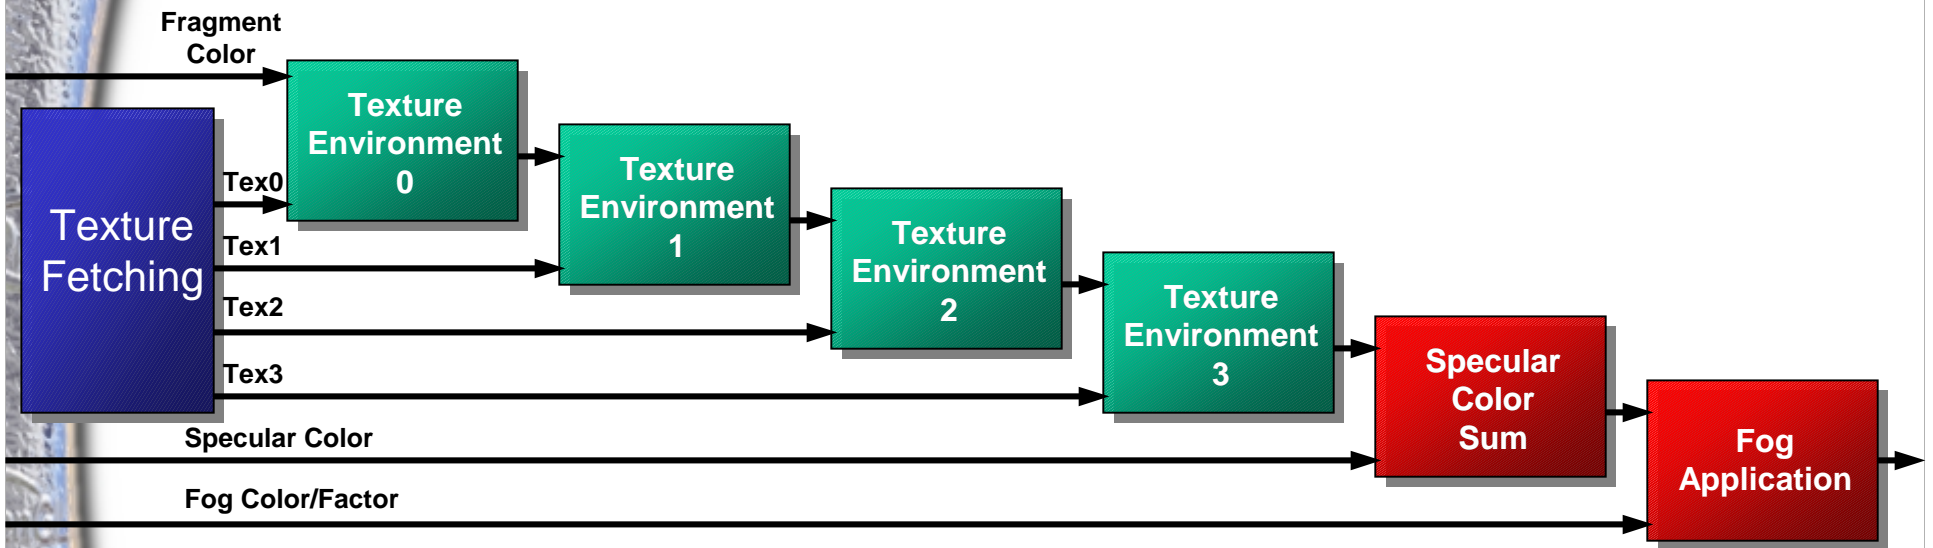 Fragment
Color
Texture
Environment
0
Tex0
Texture
Fetching
Tex1
Texture
Environment
1
Tex2
Texture
Environment
2
Tex3
Texture
Environment
3
Specular Color
Specular
Color
Sum
Fog Color/Factor
Fog
Application